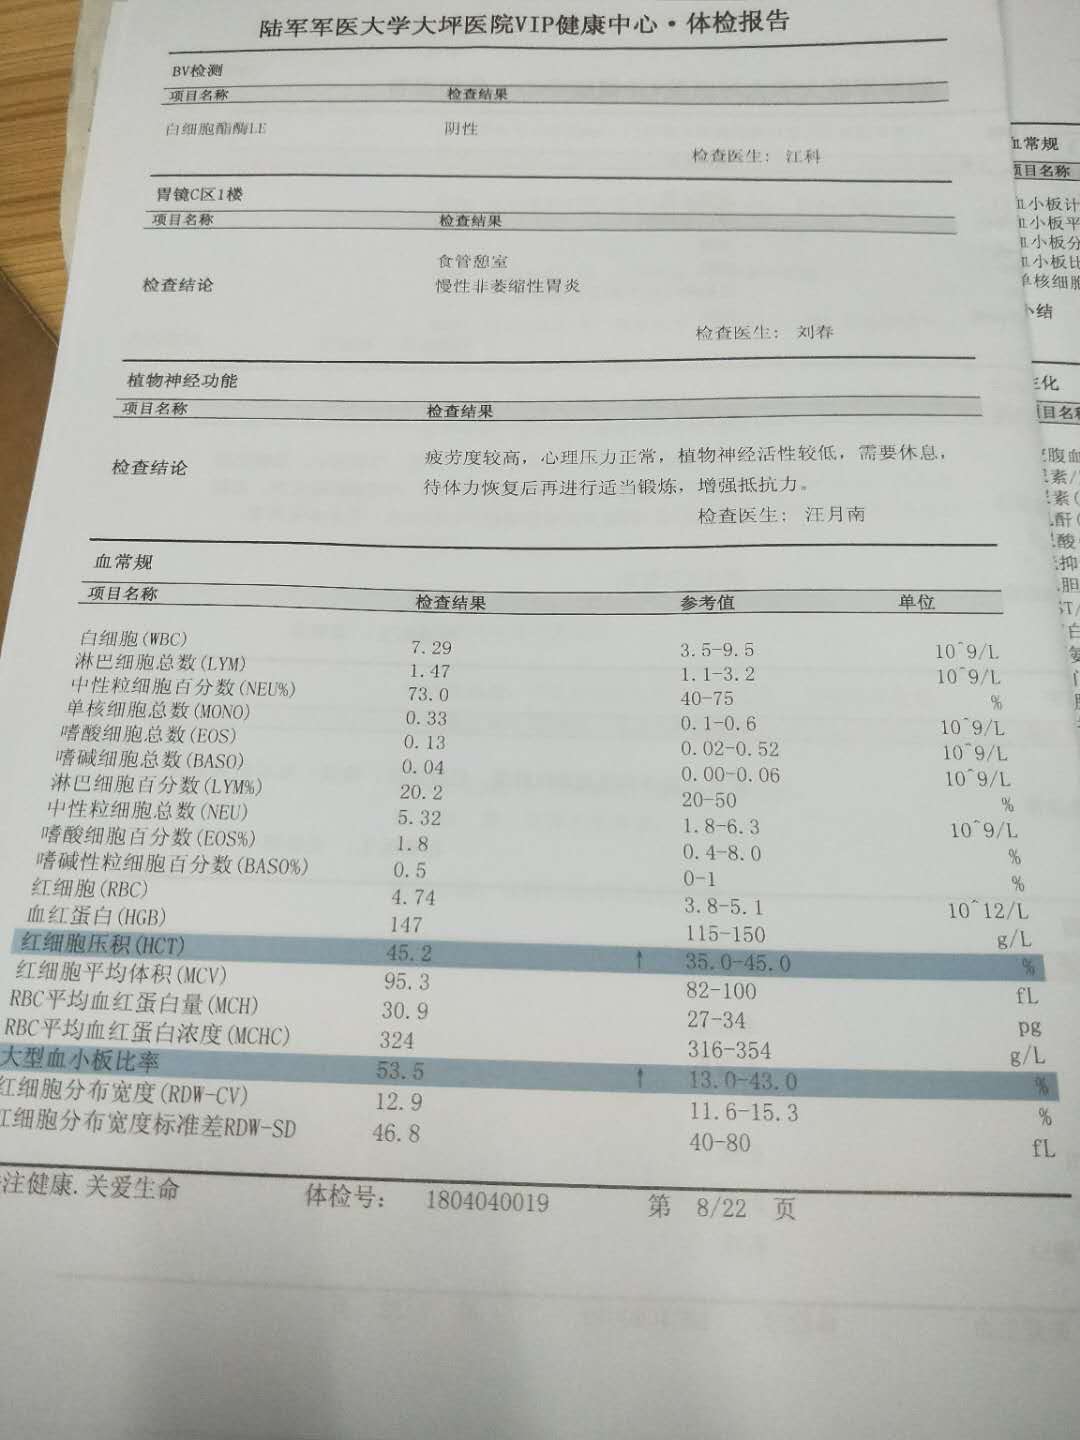 陆军军医大学大坪医院VIP健康中心·体检报告
BV检测
项目名称 检查结果
白细胞酯酶LE 阴性
检查医生: 江科
胃镜C区1楼
项目名称 检查结果
食管憩室
检查结论 慢性非萎缩性胃炎
检查医生: 刘春
植物神经功能
项目名称 检查结果
检查结论 疲劳度较高，心理压力正常，植物神经活性较低，需要休息，
待体力恢复后再进行适当锻炼，增强抵抗力。
检查医生: 汪月南
血常规
项目名称 检查结果 参考值 单位
白细胞(WBC) 7.29 3.5-9.5 10^9/L
淋巴细胞总数(LYM) 1.47 1.1-3.2 10^9/L
中性粒细胞百分数(NEU%) 73.0 40-75 %
单核细胞总数(MONO) 0.33 0.1-0.6 10^9/L
嗜酸细胞总数(EOS) 0.13 0.02-0.52 10^9/L
嗜碱细胞总数(BASO) 0.04 0.00-0.06 10^9/L
淋巴细胞百分数(LYM%) 20.2 20-50 %
中性粒细胞总数(NEU) 5.32 1.8-6.3 10^9/L
嗜酸细胞百分数(EOS%) 1.8 0.4-8.0 %
嗜碱性粒细胞百分数(BASO%) 0.5 0-1 %
红细胞(RBC) 4.74 3.8-5.1 10^12/L
血红蛋白(HGB) 147 115-150 g/L
红细胞压积(HCT) 45.2 ↑ 35.0-45.0 %
红细胞平均体积(MCV) 95.3 82-100 fL
RBC平均血红蛋白量(MCH) 30.9 27-34 pg
RBC平均血红蛋白浓度(MCHC) 324 316-354 g/L
大型血小板比率 53.5 ↑ 13.0-43.0 %
红细胞分布宽度(RDW-CV) 12.9 11.6-15.3 %
红细胞分布宽度标准差RDW-SD 46.8 40-80 fL
注健康.关爱生命 体检号: 1804040019 第 8/22 页
血常规
项目名称
血小板计
血小板平
血小板分
血小板比
单核细胞
小结
生化
项目名称